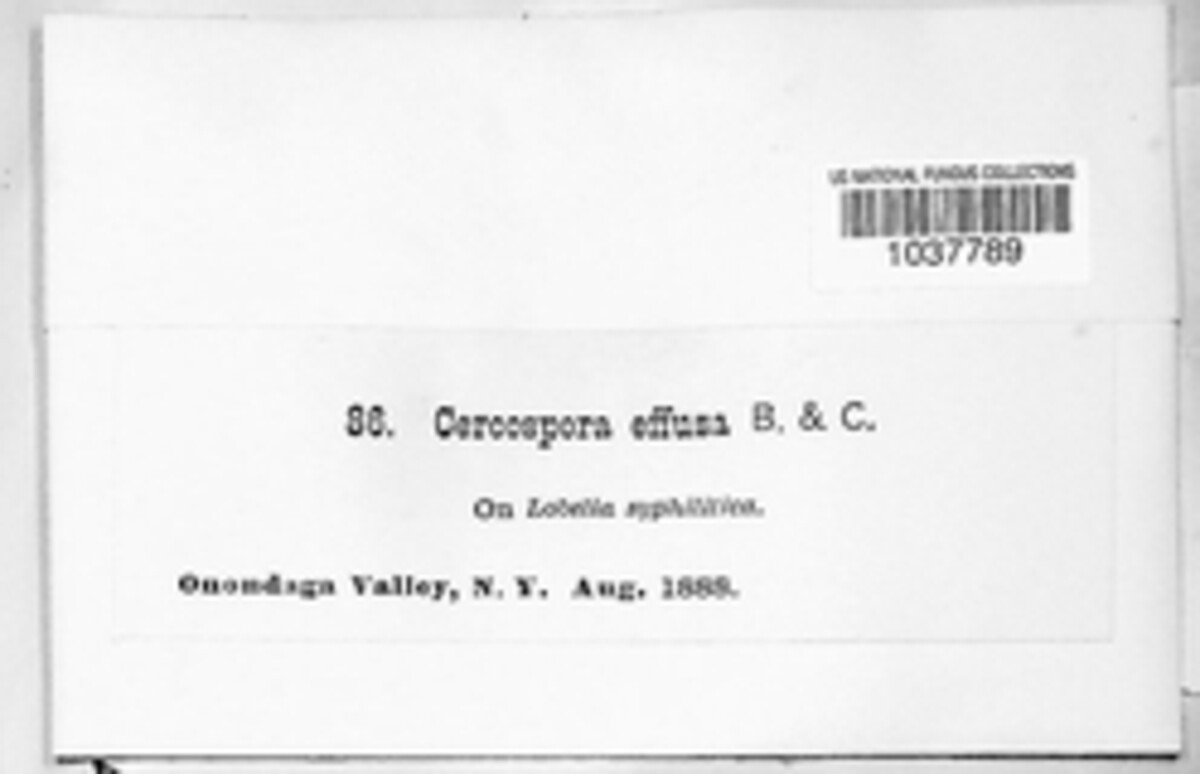 US NATIONAL FUNGUS COLLECTIONS
1037789
86. Cercospora effusa B. & C.
On Lobelia syphilitica.
Onondaga Valley, N. Y. Aug. 1888.